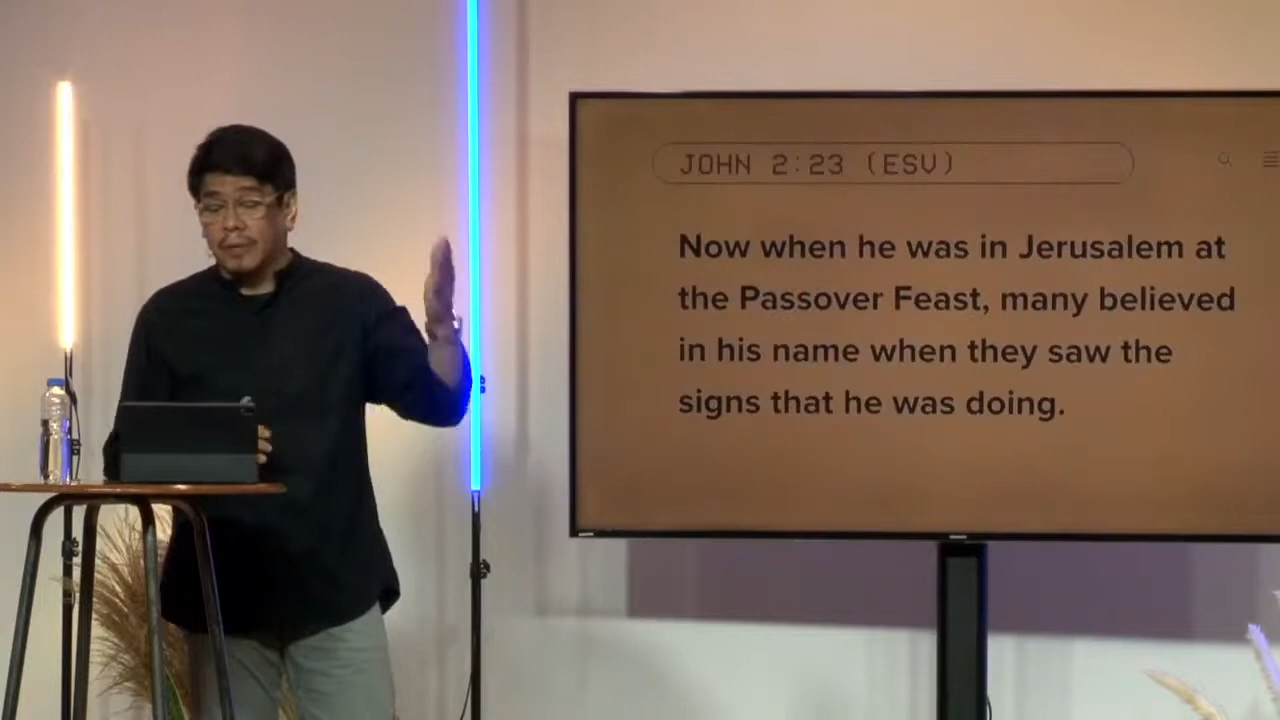 JOHN 2:23 (ESV)
Now when he was in Jerusalem at
the Passover Feast, many believed
in his name when they saw the
signs that he was doing.